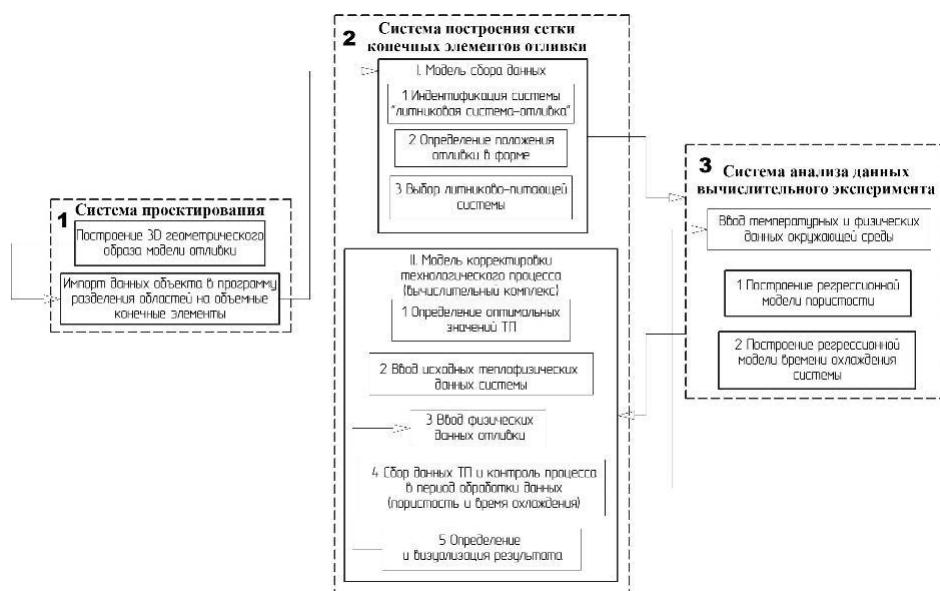 1
Система проектирования
Построение 3D геометрического
образа модели отливки
Импорт данных объекта в программу
разделения областей на объемные
конечные элементы
2
Система построения сетки
конечных элементов отливки
I. Модель сбора данных
1 Индентификация системы
"литниковая система-отливка"
2 Определение положения
отливки в форме
3 Выбор литниково-питающей
системы
II. Модель корректировки
технологического процесса
(вычислительный комплекс)
1 Определение оптимальных
значений ТП
2 Ввод исходных теплофизических
данных системы
3 Ввод физических
данных отливки
4 Сбор данных ТП и контроль процесса
в период обработки данных
(пористость и время охлаждения)
5 Определение
и визуализация результата
3
Система анализа данных
вычислительного эксперимента
Ввод температурных и физических
данных окружающей среды
1 Построение регрессионной
модели пористости
2 Построение регрессионной
модели времени охлаждения
системы